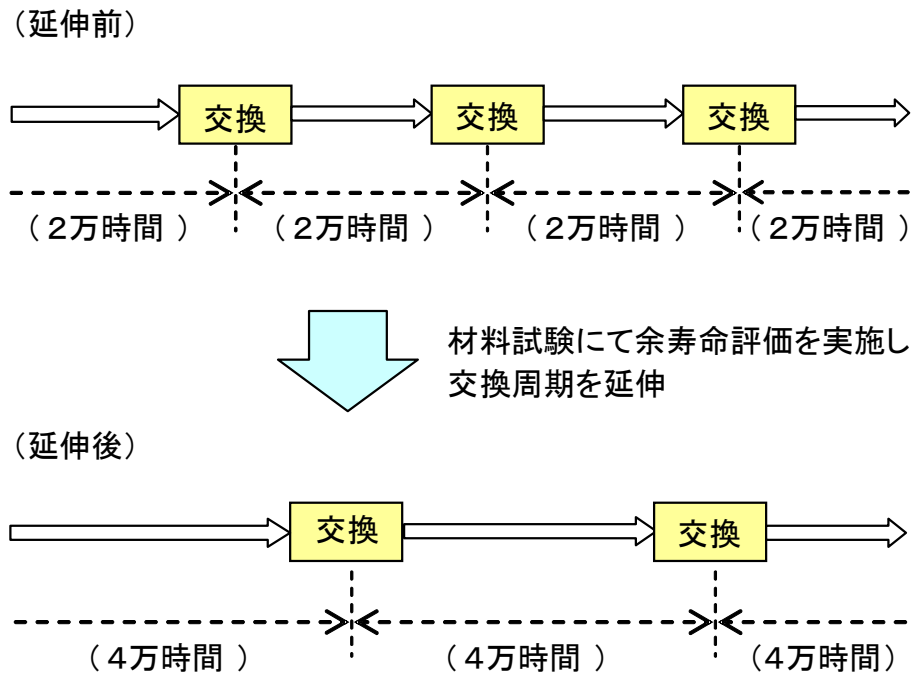 （延伸前）
交換 交換 交換
（２万時間 ） （２万時間 ） （２万時間 ） （２万時間 ）
材料試験にて余寿命評価を実施し
交換周期を延伸
（延伸後）
交換 交換
（４万時間 ） （４万時間 ） （４万時間）